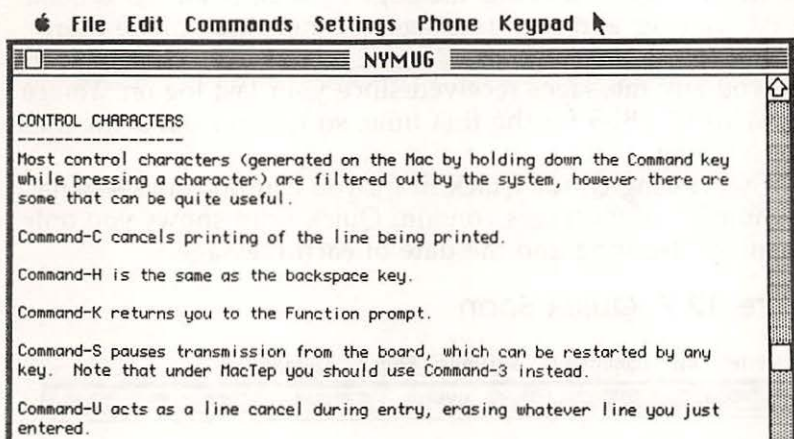 File Edit Commands Settings Phone Keypad
NYMUG
CONTROL CHARACTERS
Most control characters (generated on the Mac by holding down the Command key
while pressing a character) are filtered out by the system, however there are
some that can be quite useful.
Command-C cancels printing of the line being printed.
Command-H is the same as the backspace key.
Command-K returns you to the Function prompt.
Command-S pauses transmission from the board, which can be restarted by any
key. Note that under MacTep you should use Command-3 instead.
Command-U acts as a line cancel during entry, erasing whatever line you just
entered.